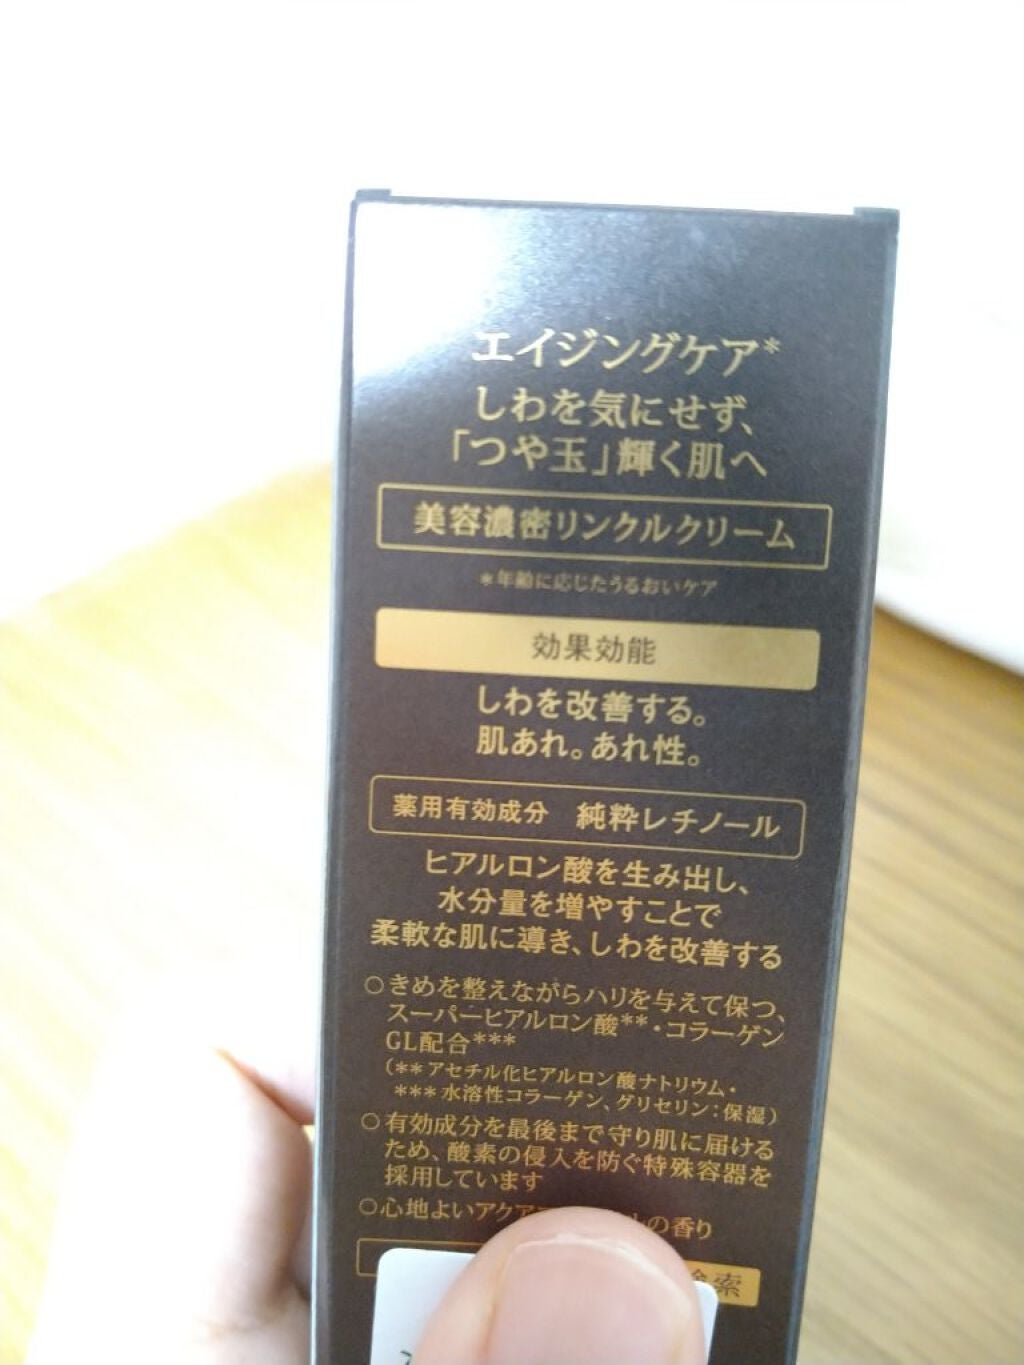 エイジングケア*
しわを気にせず、
「つや玉」輝く肌へ
美容濃密リンクルクリーム
*年齢に応じたうるおいケア
効果効能
しわを改善する。
肌あれ。あれ性。
薬用有効成分 純粋レチノール
ヒアルロン酸を生み出し、
水分量を増やすことで
柔軟な肌に導き、しわを改善する
○きめを整えながらハリを与えて保つ、
スーパーヒアルロン酸**・コラーゲン
GL配合***
(**アセチル化ヒアルロン酸ナトリウム・
***水溶性コラーゲン、グリセリン:保湿)
○有効成分を最後まで守り肌に届ける
ため、酸素の侵入を防ぐ特殊容器を
採用しています
○心地よいアクア の香り
索